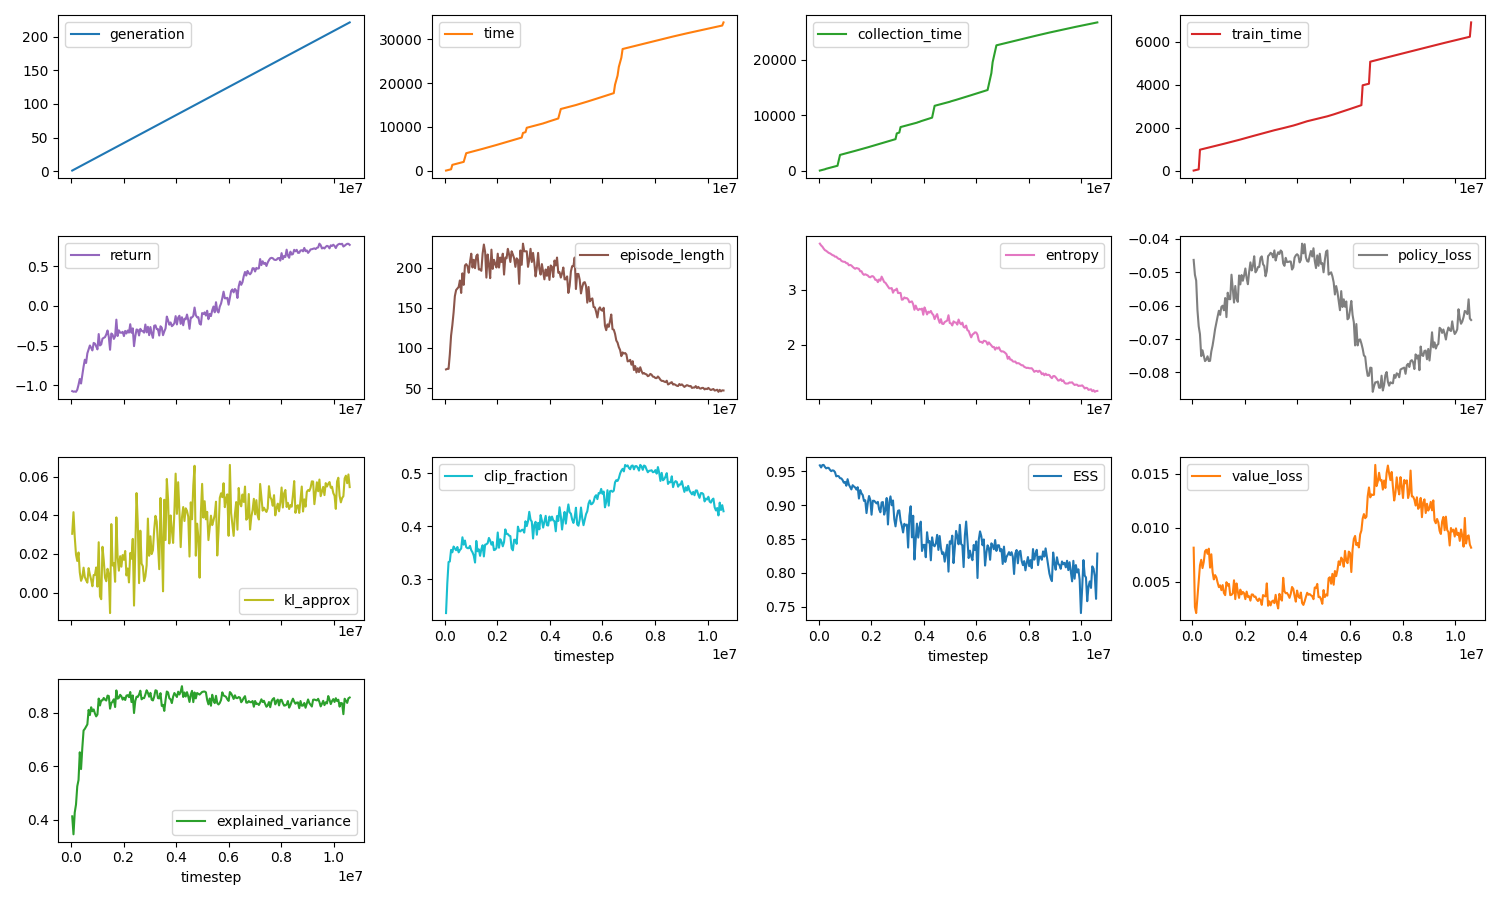 generation
200
150
100
50
0
1e7
time
30000
20000
10000
0
1e7
collection_time
20000
10000
0
1e7
train_time
6000
4000
2000
0
1e7
return
0.5
0.0
−0.5
−1.0
1e7
episode_length
200
150
100
50
1e7
entropy
3
2
1e7
policy_loss
−0.04
−0.05
−0.06
−0.07
−0.08
1e7
kl_approx
0.06
0.04
0.02
0.00
1e7
clip_fraction
0.5
0.4
0.3
0.0 0.2 0.4 0.6 0.8 1.0
timestep 1e7
ESS
0.95
0.90
0.85
0.80
0.75
0.0 0.2 0.4 0.6 0.8 1.0
timestep 1e7
value_loss
0.015
0.010
0.005
0.0 0.2 0.4 0.6 0.8 1.0
timestep 1e7
explained_variance
0.8
0.6
0.4
0.0 0.2 0.4 0.6 0.8 1.0
timestep 1e7